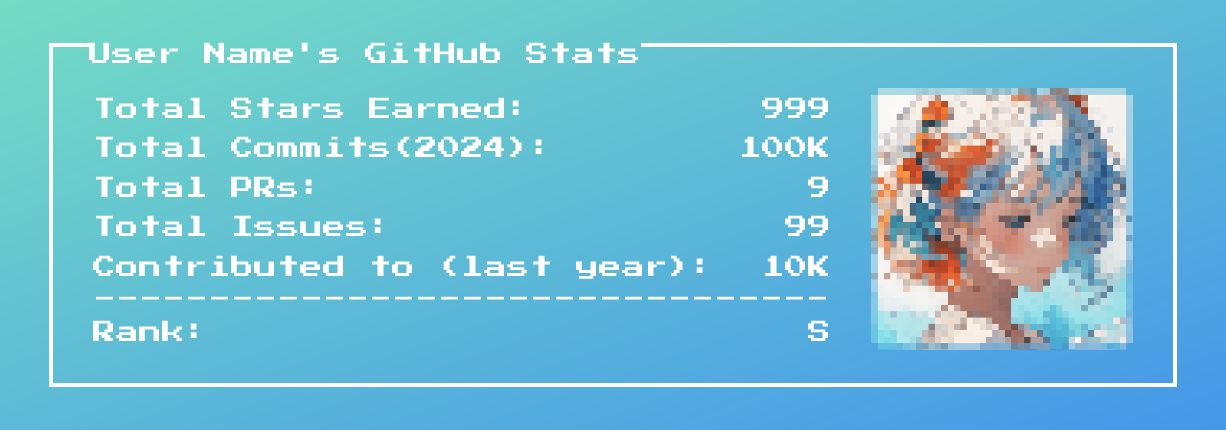 User Name's GitHub Stats
Total Stars Earned: 999
Total Commits(2024): 100K
Total PRs: 9
Total Issues: 99
Contributed to (last year): 10K
--------------------------------
Rank: S